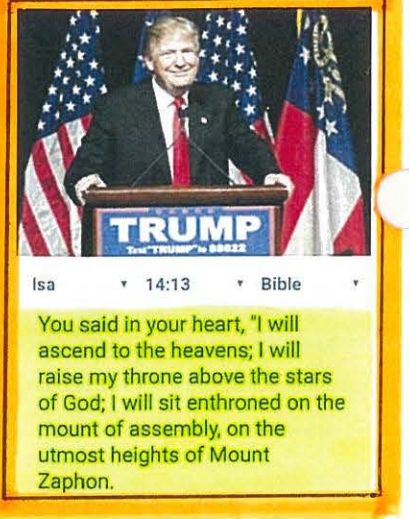 TRUMP
Text "TRUMP" to 88022
Isa 14:13 Bible
You said in your heart, "I will
ascend to the heavens; I will
raise my throne above the stars
of God; I will sit enthroned on the
mount of assembly, on the
utmost heights of Mount
Zaphon.